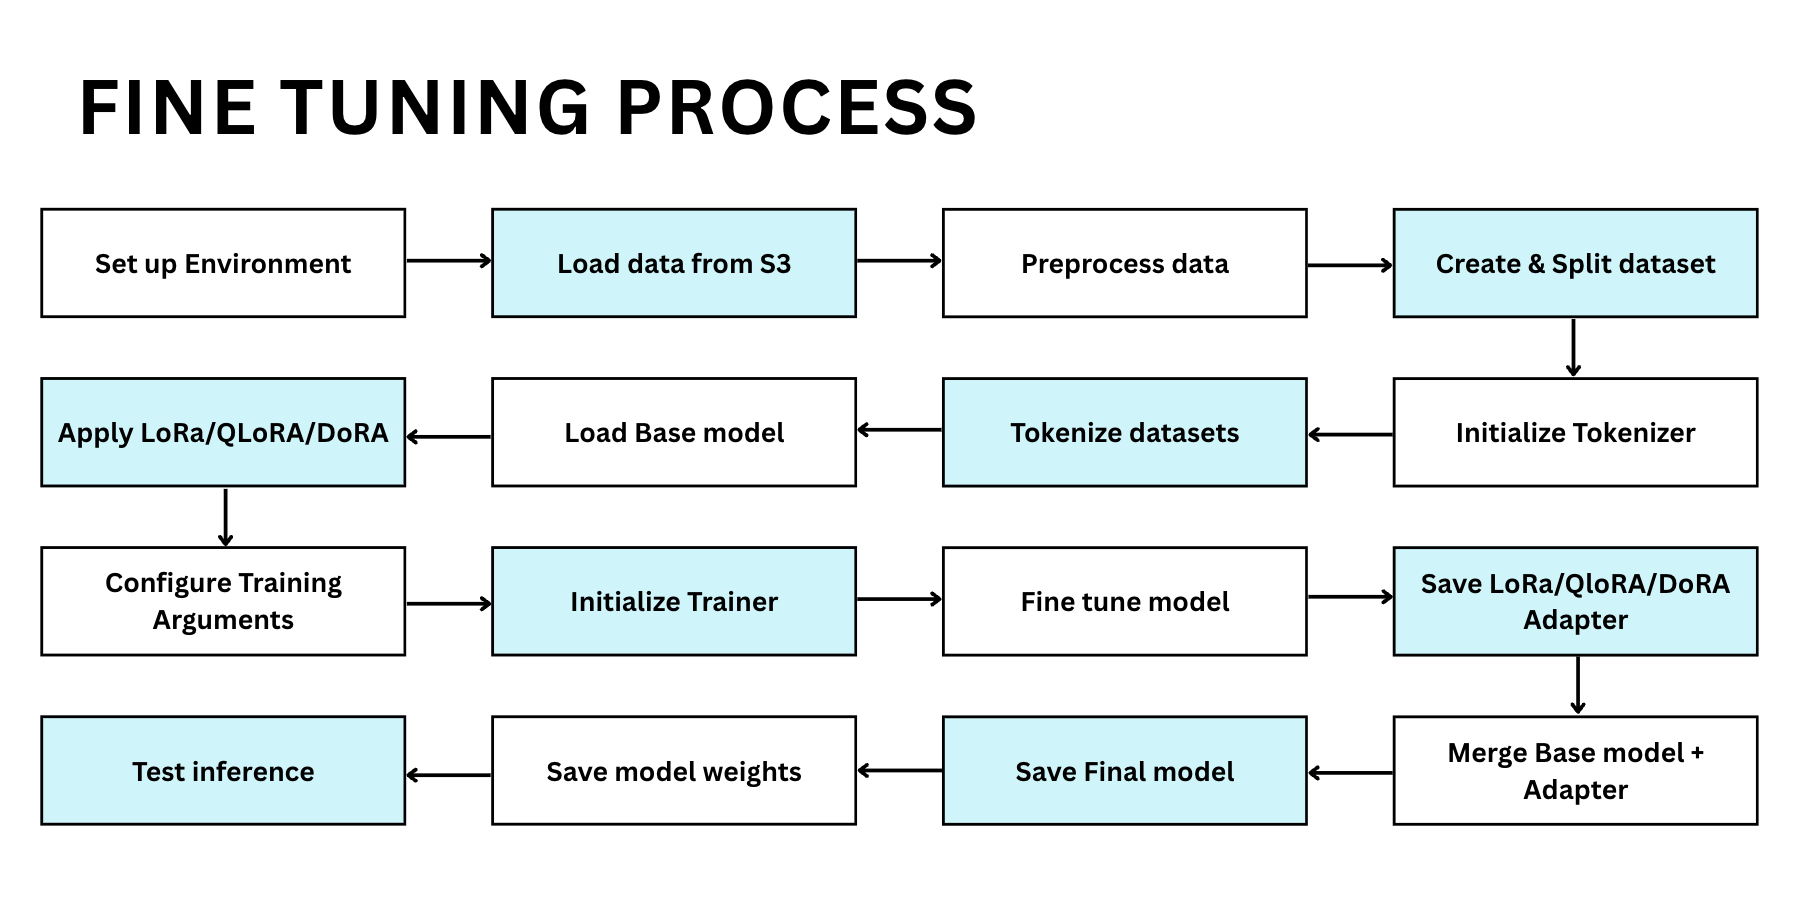 FINE TUNING PROCESS
Set up Environment
Load data from S3
Preprocess data
Create & Split dataset
Apply LoRa/QLoRA/DoRA
Load Base model
Tokenize datasets
Initialize Tokenizer
Configure Training
Arguments
Initialize Trainer
Fine tune model
Save LoRa/QloRA/DoRA
Adapter
Test inference
Save model weights
Save Final model
Merge Base model +
Adapter